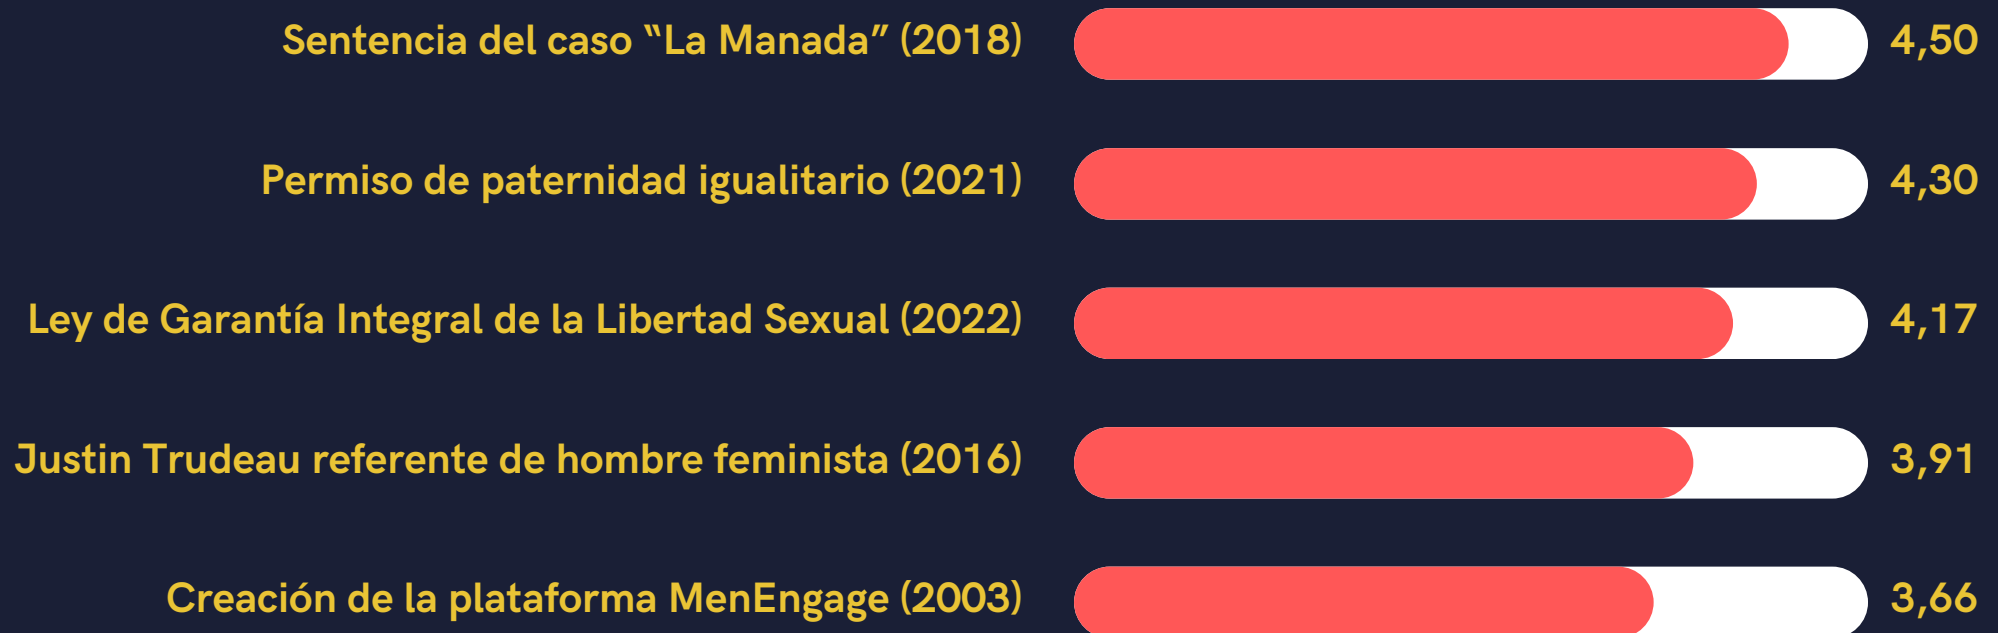 Sentencia del caso “La Manada” (2018) 4,50
Permiso de paternidad igualitario (2021) 4,30
Ley de Garantía Integral de la Libertad Sexual (2022) 4,17
Justin Trudeau referente de hombre feminista (2016) 3,91
Creación de la plataforma MenEngage (2003) 3,66